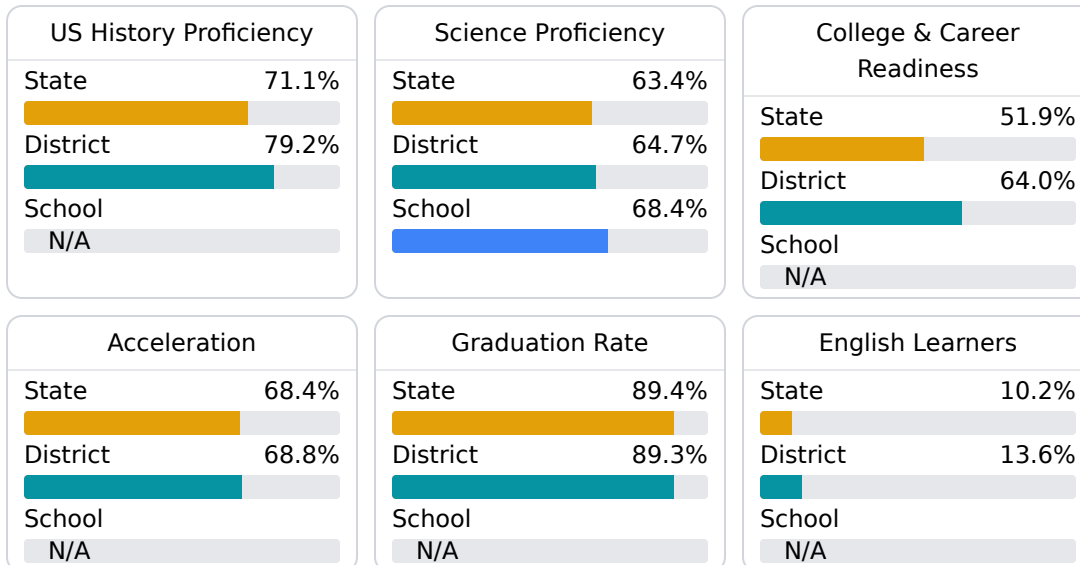 US History Proficiency
State 71.1%
District 79.2%
School
N/A
Science Proficiency
State 63.4%
District 64.7%
School 68.4%
College & Career
Readiness
State 51.9%
District 64.0%
School
N/A
Acceleration
State 68.4%
District 68.8%
School
N/A
Graduation Rate
State 89.4%
District 89.3%
School
N/A
English Learners
State 10.2%
District 13.6%
School
N/A